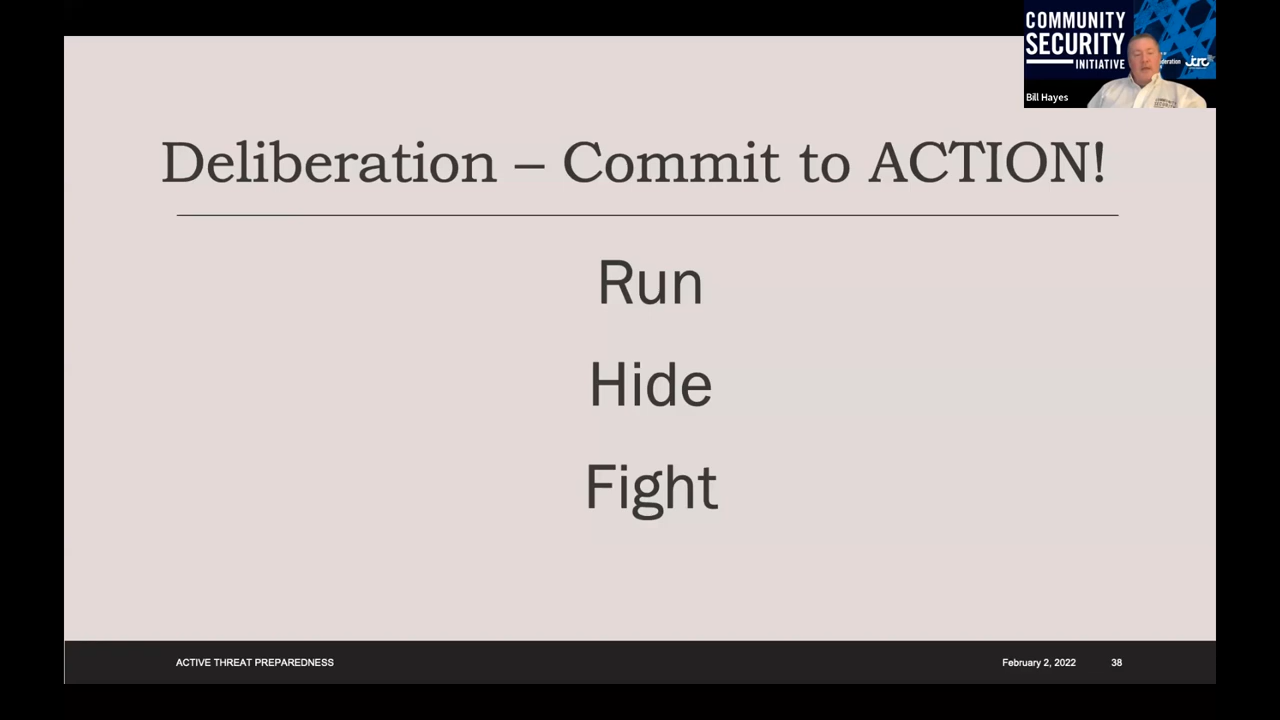 COMMUNITY
SECURITY
INITIATIVE
jcrc
Bill Hayes
Deliberation – Commit to ACTION!
Run
Hide
Fight
ACTIVE THREAT PREPAREDNESS
February 2, 2022
38